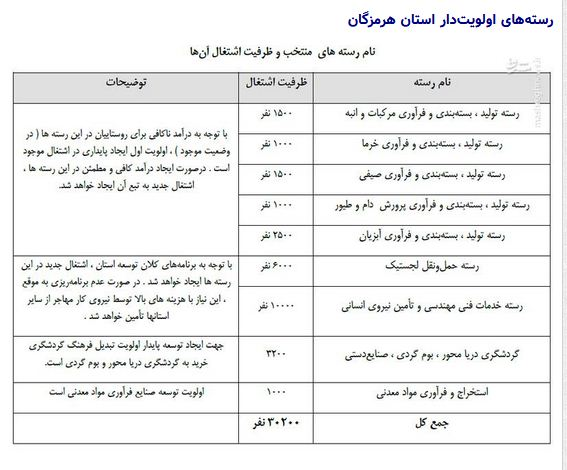 رسته‌های اولویت‌دار استان هرمزگان
نام رسته های منتخب و ظرفیت اشتغال آن‌ها
نام رسته
ظرفیت اشتغال
توضیحات
رسته تولید ، بسته‌بندی و فرآوری مرکبات و انبه
۱۵۰۰ نفر
رسته تولید ، بسته‌بندی و فرآوری خرما
۱۰۰۰ نفر
رسته تولید ، بسته‌بندی و فرآوری صیفی
۱۵۰۰ نفر
رسته تولید ، بسته‌بندی و فرآوری پرورش دام و طیور
۱۰۰۰ نفر
رسته تولید ، بسته‌بندی و فرآوری آبزیان
۲۵۰۰ نفر
با توجه به درآمد ناکافی برای روستاییان در این رسته ها ( در
وضعیت موجود ) ، اولویت اول ایجاد پایداری در اشتغال موجود
است . درصورت ایجاد درآمد کافی و مطمئن در این رسته ها ،
اشتغال جدید به تبع آن ایجاد خواهد شد.
رسته حمل‌ونقل لجستیک
۶۰۰۰ نفر
رسته خدمات فنی مهندسی و تأمین نیروی انسانی
۱۰۰۰۰ نفر
با توجه به برنامه‌های کلان توسعه استان ، اشتغال جدید در این
رسته ها ایجاد خواهد شد . در صورت عدم برنامه‌ریزی به موقع
، این نیاز با هزینه های بالا توسط نیروی کار مهاجر از سایر
استانها تأمین خواهد شد .
گردشگری دریا محور ، بوم گردی ، صنایع‌دستی
۳۲۰۰
جهت ایجاد توسعه پایدار اولویت تبدیل فرهنگ گردشگری
خرید به گردشگری دریا محور و بوم گردی است.
استخراج و فرآوری مواد معدنی
۱۰۰۰
اولویت توسعه صنایع فرآوری مواد معدنی است
جمع کل
۳۰۲۰۰ نفر